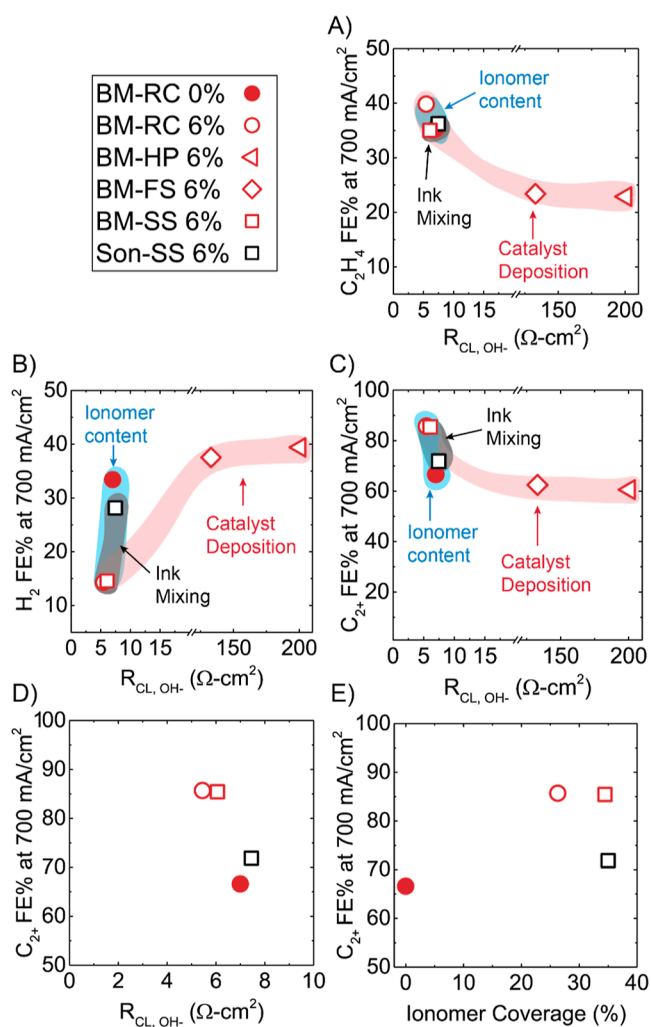 A)
BM-RC 0%
BM-RC 6%
BM-HP 6%
BM-FS 6%
BM-SS 6%
Son-SS 6%
C₂H₄ FE% at 700 mA/cm²
50
40
30
20
10
Ionomer
content
Ink
Mixing
Catalyst
Deposition
0 5 10 15 150 200
R_CL, OH- (Ω-cm²)
B)
H₂ FE% at 700 mA/cm²
50
40
30
20
10
Ionomer
content
Catalyst
Deposition
Ink
Mixing
0 5 10 15 150 200
R_CL, OH- (Ω-cm²)
C)
C₂₊ FE% at 700 mA/cm²
100
80
60
40
20
Ink
Mixing
Ionomer
content
Catalyst
Deposition
0 5 10 15 150 200
R_CL, OH- (Ω-cm²)
D)
C₂₊ FE% at 700 mA/cm²
100
90
80
70
60
50
0 2 4 6 8 10
R_CL, OH- (Ω-cm²)
E)
C₂₊ FE% at 700 mA/cm²
100
90
80
70
60
50
0 10 20 30 40
Ionomer Coverage (%)